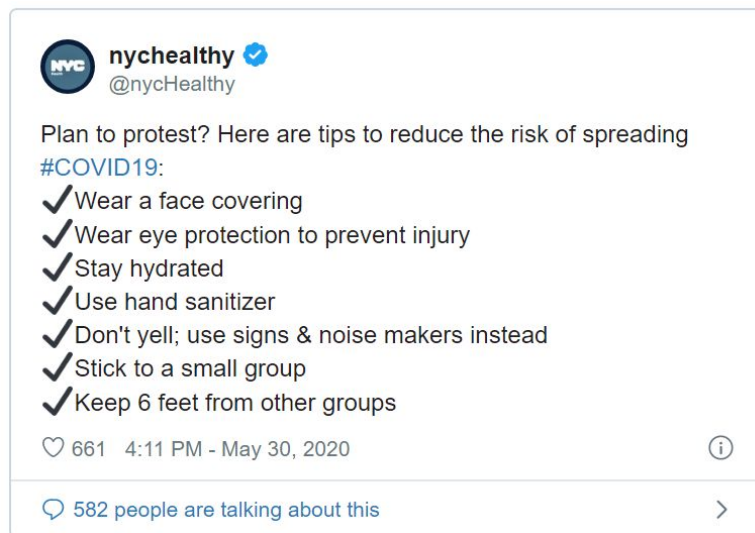 NYC
nychealthy
@nycHealthy
Plan to protest? Here are tips to reduce the risk of spreading
#COVID19:
✔Wear a face covering
✔Wear eye protection to prevent injury
✔Stay hydrated
✔Use hand sanitizer
✔Don't yell; use signs & noise makers instead
✔Stick to a small group
✔Keep 6 feet from other groups
661 4:11 PM - May 30, 2020
582 people are talking about this